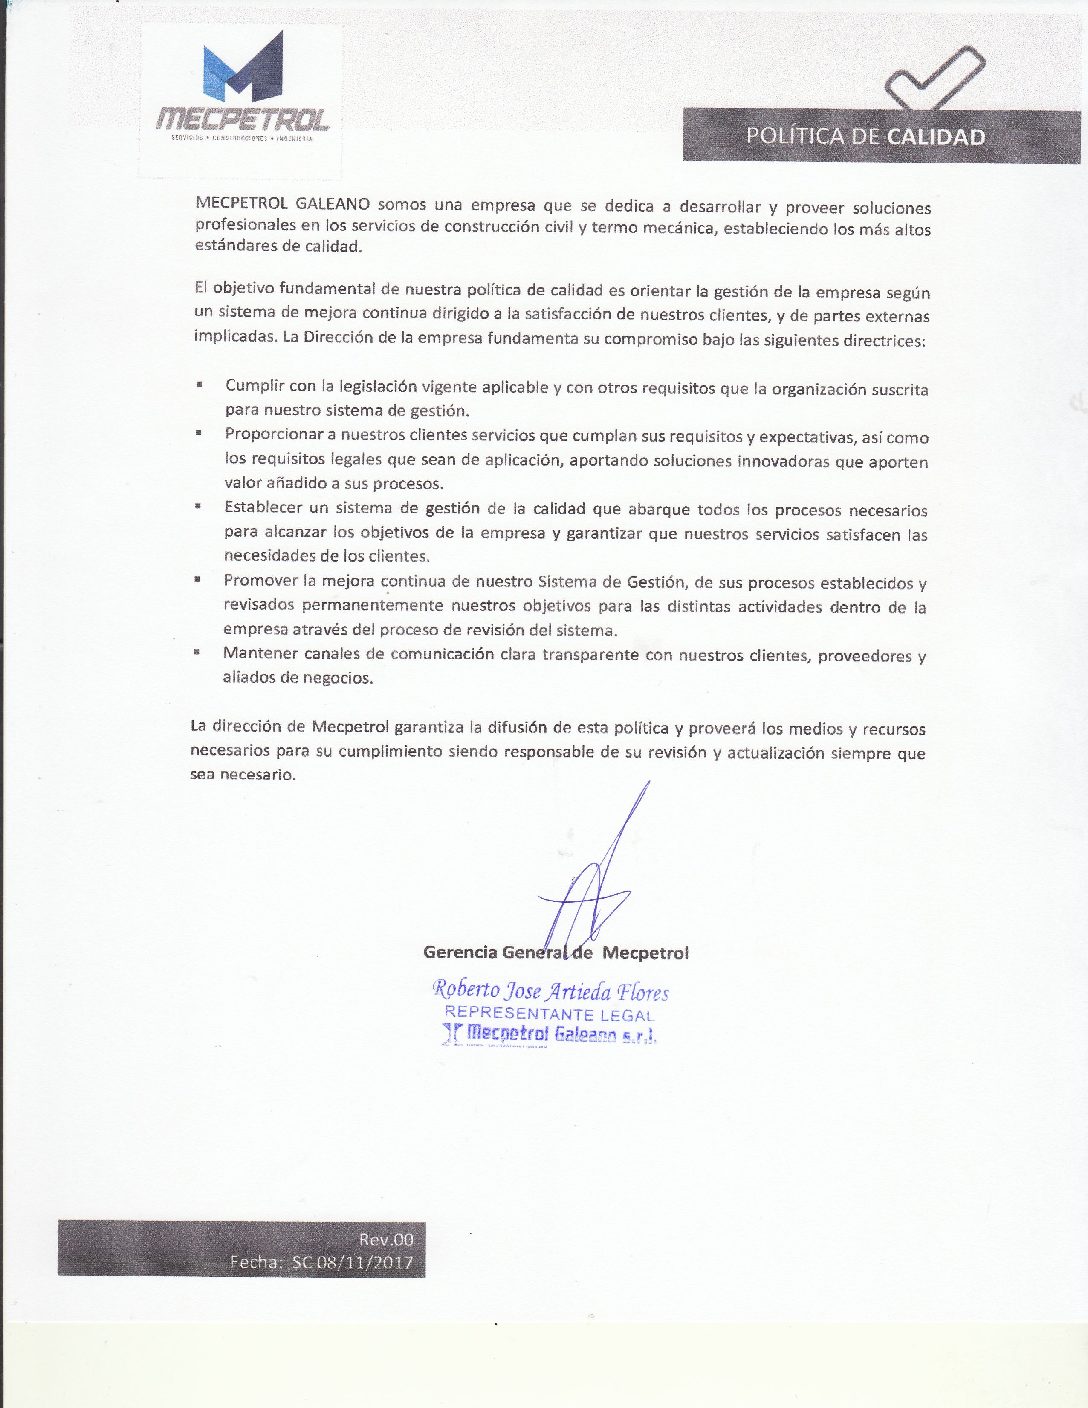 MECPETROL
SERVICIOS • CONSTRUCCIONES • INGENIERIA
POLÍTICA DE CALIDAD
MECPETROL GALEANO somos una empresa que se dedica a desarrollar y proveer soluciones
profesionales en los servicios de construcción civil y termo mecánica, estableciendo los más altos
estándares de calidad.
El objetivo fundamental de nuestra política de calidad es orientar la gestión de la empresa según
un sistema de mejora continua dirigido a la satisfacción de nuestros clientes, y de partes externas
implicadas. La Dirección de la empresa fundamenta su compromiso bajo las siguientes directrices:
▪ Cumplir con la legislación vigente aplicable y con otros requisitos que la organización suscrita
para nuestro sistema de gestión.
▪ Proporcionar a nuestros clientes servicios que cumplan sus requisitos y expectativas, así como
los requisitos legales que sean de aplicación, aportando soluciones innovadoras que aporten
valor añadido a sus procesos.
▪ Establecer un sistema de gestión de la calidad que abarque todos los procesos necesarios
para alcanzar los objetivos de la empresa y garantizar que nuestros servicios satisfacen las
necesidades de los clientes.
▪ Promover la mejora continua de nuestro Sistema de Gestión, de sus procesos establecidos y
revisados permanentemente nuestros objetivos para las distintas actividades dentro de la
empresa através del proceso de revisión del sistema.
▪ Mantener canales de comunicación clara transparente con nuestros clientes, proveedores y
aliados de negocios.
La dirección de Mecpetrol garantiza la difusión de esta política y proveerá los medios y recursos
necesarios para su cumplimiento siendo responsable de su revisión y actualización siempre que
sea necesario.
Gerencia General de Mecpetrol
Roberto Jose Artieda Flores
REPRESENTANTE LEGAL
Mecpetrol Galeano s.r.l.
Rev.00
Fecha: SC 08/11/2017